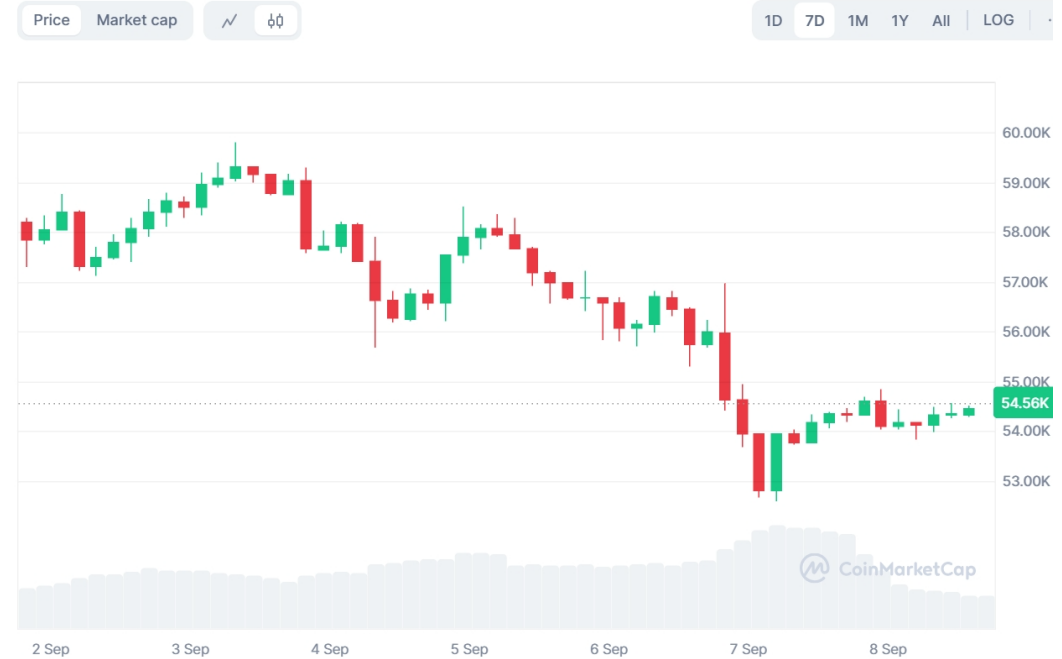 Price Market cap 1D 7D 1M 1Y All LOG
60.00K
59.00K
58.00K
57.00K
56.00K
55.00K
54.56K
54.00K
53.00K
CoinMarketCap
2 Sep 3 Sep 4 Sep 5 Sep 6 Sep 7 Sep 8 Sep